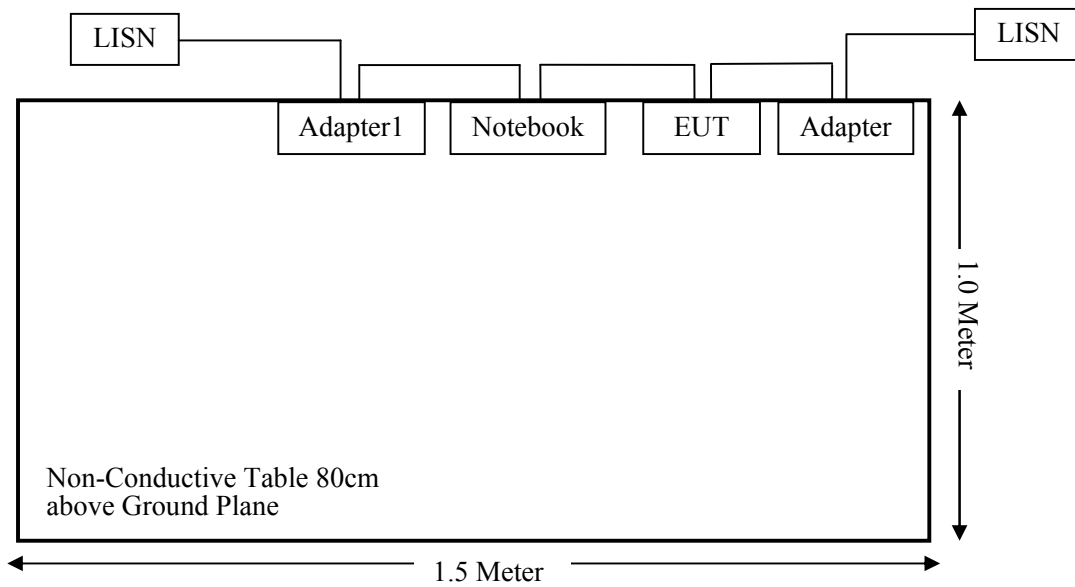 LISN
LISN
Adapter1
Notebook
EUT
Adapter
1.0 Meter
Non-Conductive Table 80cm
above Ground Plane
1.5 Meter